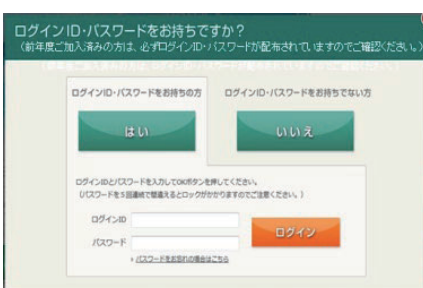 ログインID・パスワードをお持ちですか？
（前年度ご加入済みの方は、必ずログインID・パスワードが配布されていますのでご確認ください。）
ログインID・パスワードをお持ちの方
ログインID・パスワードをお持ちでない方
はい
いいえ
ログインIDとパスワードを入力してOKボタンを押してください。
（パスワードを5回連続で間違えるとロックがかかりますのでご注意ください。）
ログインID
パスワード
ログイン
パスワードをお忘れの場合はこちら